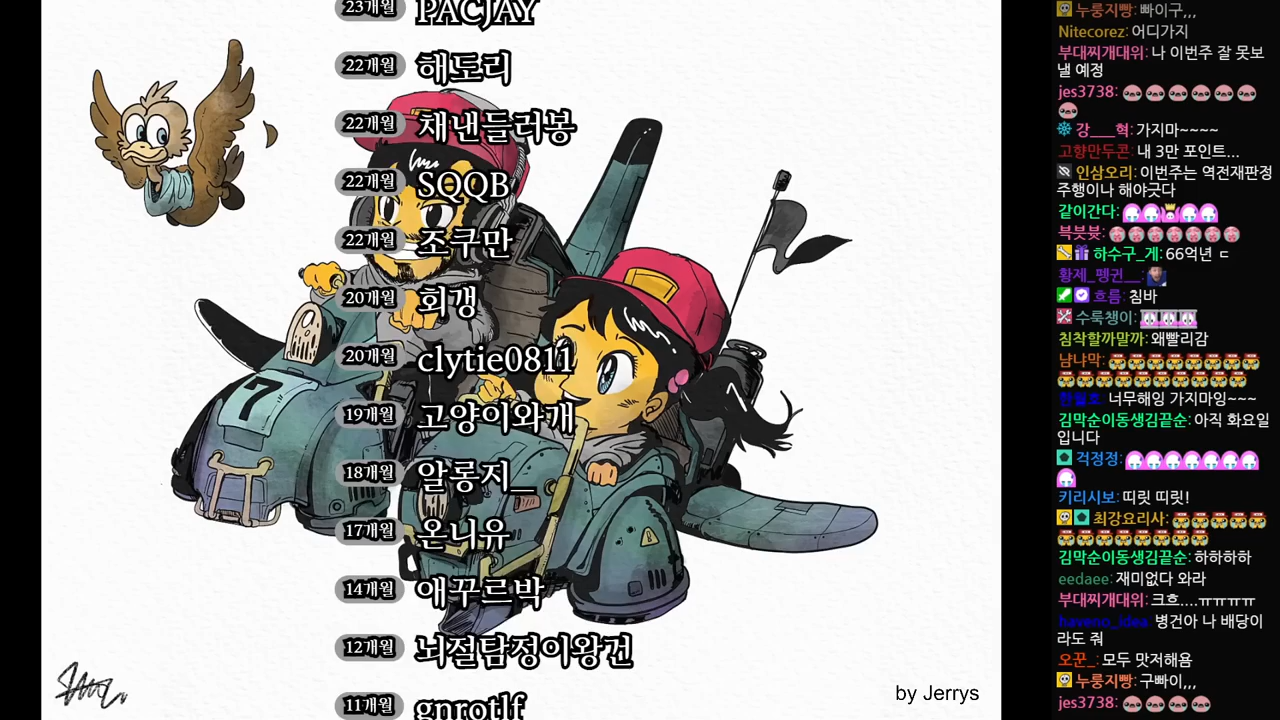 23개월 PACJAY
22개월 해도리
22개월 채낸들러봉
22개월 SQQB
22개월 조쿠만
20개월 회갱
20개월 clytie0811
19개월 고양이와개
18개월 알롱지_
17개월 온니유
14개월 애꾸르박
12개월 뇌절탐정이왕건
11개월 gprotlf
7
by Jerrys
누룽지빵: 빠이구,,,
Nitecorez: 어디가지
부대찌개대위: 나 이번주 잘 못보
낼 예정
jes3738:
강___혁: 가지마~~~~
고향만두콘: 내 3만 포인트...
인삼오리: 이번주는 역전재판정
주행이나 해야긋다
같이간다:
븍븟븣:
하수구_게: 66억년 ㄷ
황제_펭귄__:
흐름: 침바
수룩챙이:
침착할까말까: 왜빨리감
냠냐막:
한월호: 너무해잉 가지마잉~~~
김막순이동생김끝순: 아직 화요일
입니다
걱정정:
키리시보: 띠릿 띠릿!
최강요리사:
김막순이동생김끝순: 하하하하
eedaee: 재미없다 와라
부대찌개대위: 크흐....ㅠㅠㅠㅠ
haveno_idea: 병건아 나 배당이
라도 줘
오꾼_: 모두 맛저해욤
누룽지빵: 구빠이,,,
jes3738: